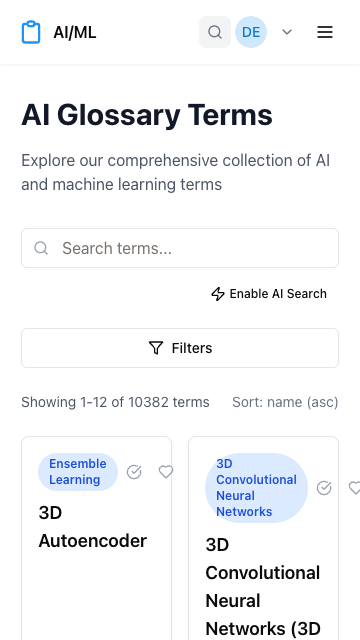 AI/ML
DE
AI Glossary Terms
Explore our comprehensive collection of AI
and machine learning terms
Search terms...
Enable AI Search
Filters
Showing 1-12 of 10382 terms
Sort: name (asc)
Ensemble
Learning
3D
Autoencoder
3D
Convolutional
Neural
Networks
3D
Convolutional
Neural
Networks (3D